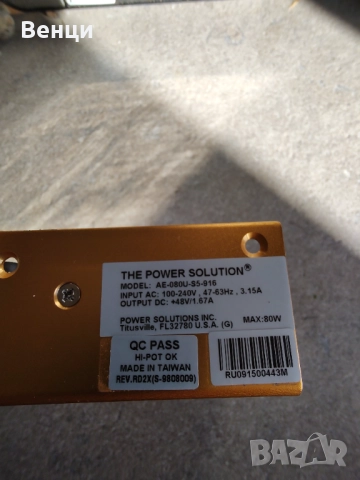 Венци
THE POWER SOLUTION®
MODEL: AE-080U-S5-916
INPUT AC: 100-240V , 47-63Hz , 3.15A
OUTPUT DC: +48V/1.67A
POWER SOLUTIONS INC. MAX:80W
Titusville, FL32780 U.S.A. (G)
QC PASS
HI-POT OK
MADE IN TAIWAN
REV.RD2X(S-9808009)
RU091500443M
BAZAR